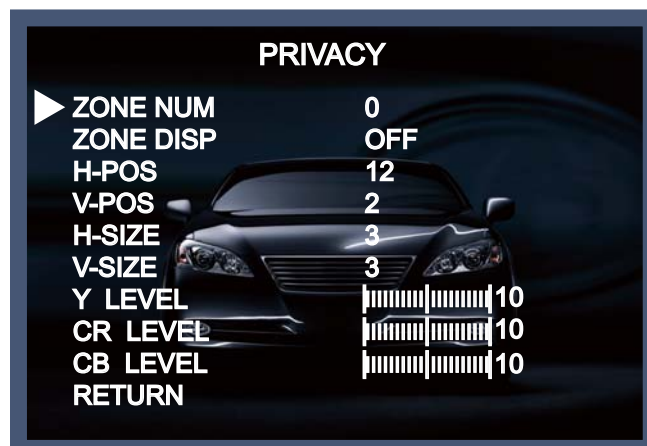 PRIVACY
ZONE NUM 0
ZONE DISP OFF
H-POS 12
V-POS 2
H-SIZE 3
V-SIZE 3
Y LEVEL 10
CR LEVEL 10
CB LEVEL 10
RETURN